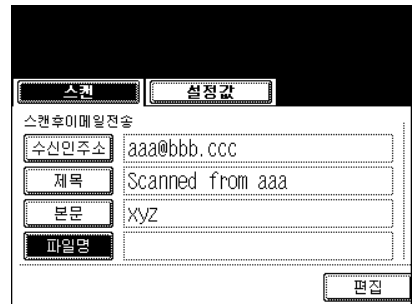 스캔 설정값
스캔후이메일전송
수신인주소 aaa@bbb.ccc
제목 Scanned from aaa
본문 xyz
파일명
편집